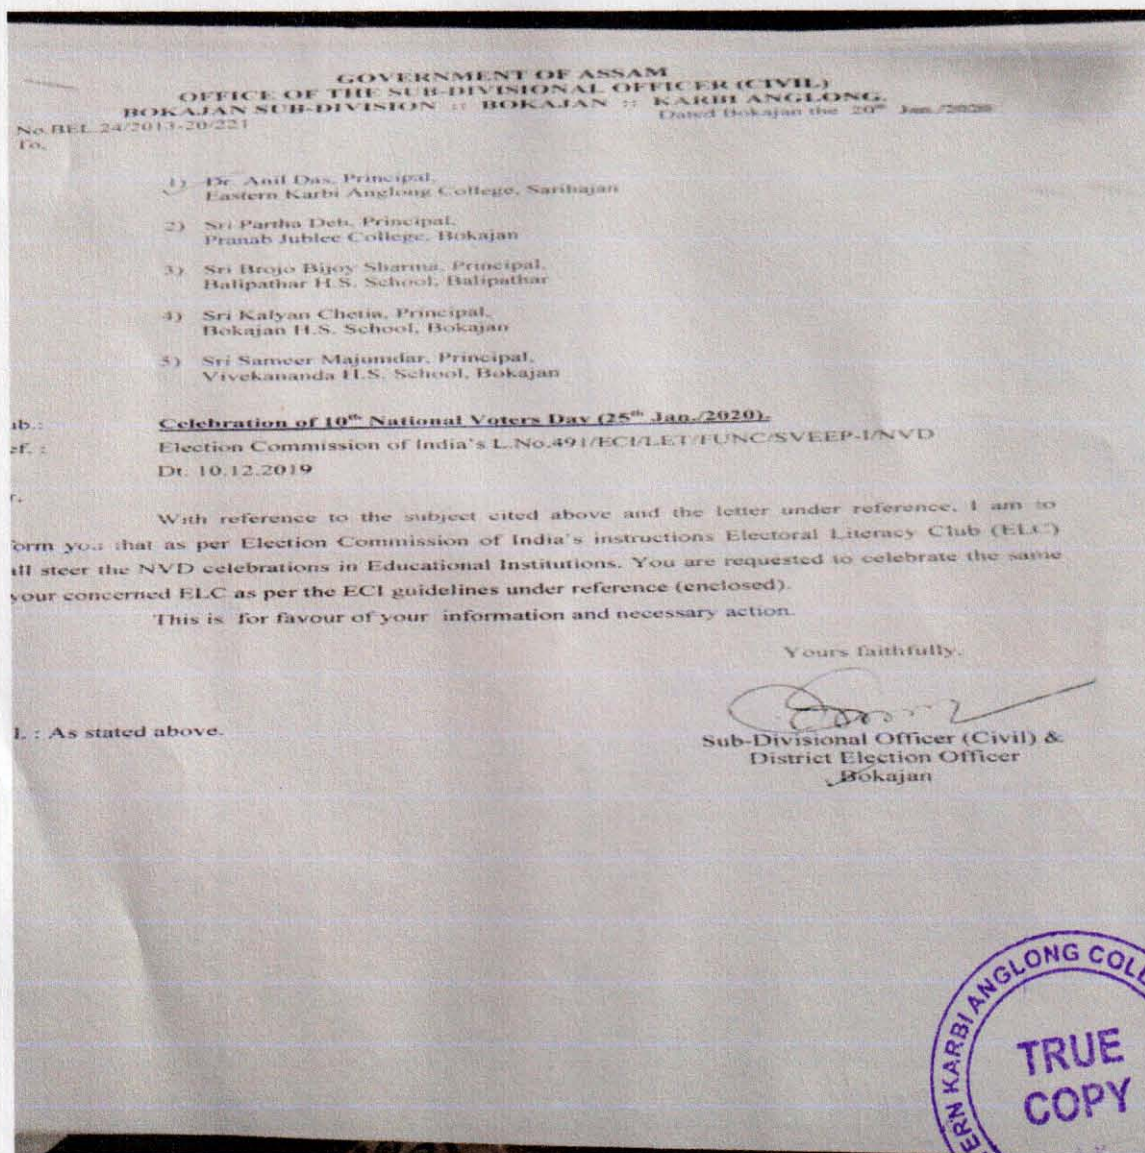 GOVERNMENT OF ASSAM
OFFICE OF THE SUB-DIVISIONAL OFFICER (CIVIL)
BOKAJAN SUB-DIVISION :: BOKAJAN :: KARBI ANGLONG.
No.BEL.24/2013-20/221 Dated Bokajan the 20th Jan./2020
To,
1) Dr. Anil Das, Principal,
Eastern Karbi Anglong College, Sarihajan
2) Sri Partha Deb, Principal,
Pranab Jublee College, Bokajan
3) Sri Brojo Bijoy Sharma, Principal,
Balipathar H.S. School, Balipathar
4) Sri Kalyan Chetia, Principal,
Bokajan H.S. School, Bokajan
5) Sri Sameer Majumdar, Principal,
Vivekananda H.S. School, Bokajan
ub.: Celebration of 10th National Voters Day (25th Jan./2020).
ef. : Election Commission of India's L.No.491/ECI/LET/FUNC/SVEEP-I/NVD
Dt. 10.12.2019
r,
With reference to the subject cited above and the letter under reference, I am to
form you that as per Election Commission of India's instructions Electoral Literacy Club (ELC)
all steer the NVD celebrations in Educational Institutions. You are requested to celebrate the same
your concerned ELC as per the ECI guidelines under reference (enclosed).
This is for favour of your information and necessary action.
Yours faithfully,
l. : As stated above.
Sub-Divisional Officer (Civil) &
District Election Officer
Bokajan
ERN KARBI ANGLONG COLLE
TRUE
COPY